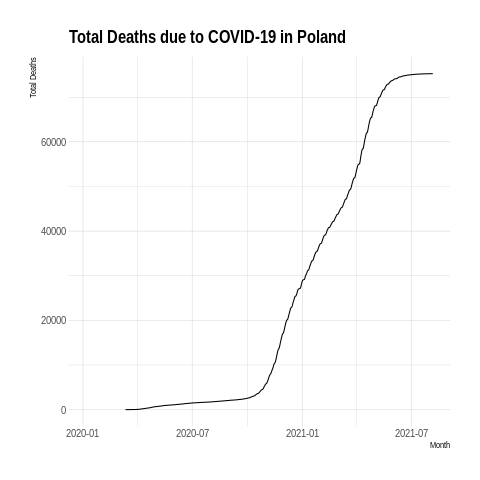 Total Deaths due to COVID-19 in Poland
Total Deaths
60000
40000
20000
0
2020-01 2020-07 2021-01 2021-07
Month